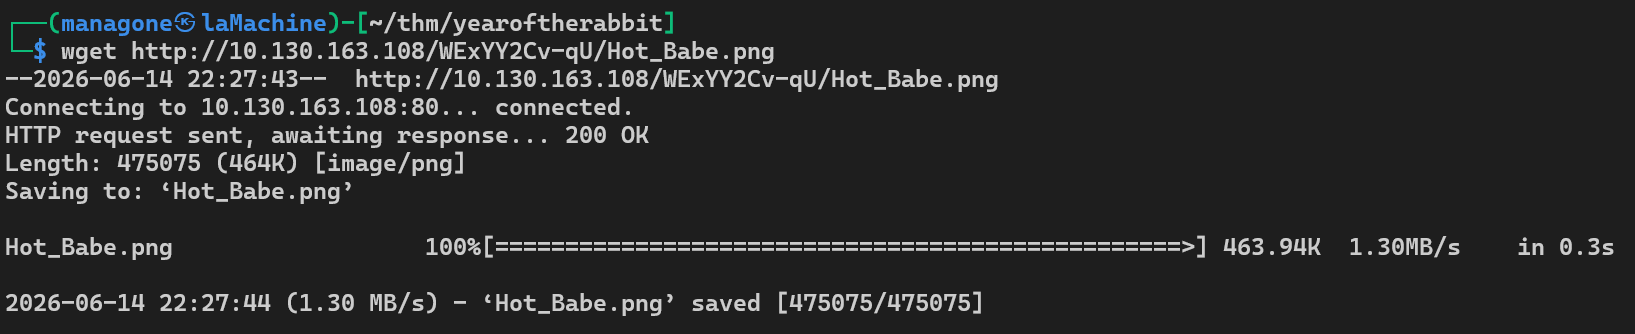 ┌──(managone㉿laMachine)-[~/thm/yearoftherabbit]
└─$ wget http://10.130.163.108/WExYY2Cv-qU/Hot_Babe.png
--2026-06-14 22:27:43--  http://10.130.163.108/WExYY2Cv-qU/Hot_Babe.png
Connecting to 10.130.163.108:80... connected.
HTTP request sent, awaiting response... 200 OK
Length: 475075 (464K) [image/png]
Saving to: ‘Hot_Babe.png’
Hot_Babe.png                  100%[=================================================>] 463.94K  1.30MB/s    in 0.3s
2026-06-14 22:27:44 (1.30 MB/s) - ‘Hot_Babe.png’ saved [475075/475075]